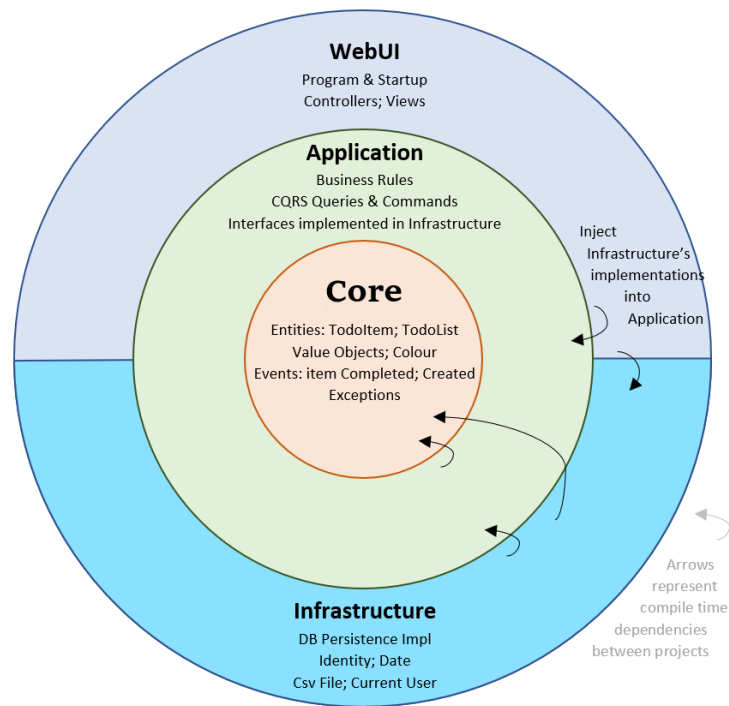 WebUI
Program & Startup
Controllers; Views
Application
Business Rules
CQRS Queries & Commands
Interfaces implemented in Infrastructure
Inject
Infrastructure's
implementations
into
Application
Core
Entities: TodoItem; TodoList
Value Objects; Colour
Events: item Completed; Created
Exceptions
Infrastructure
DB Persistence Impl
Identity; Date
Csv File; Current User
Arrows
represent
compile time
dependencies
between projects